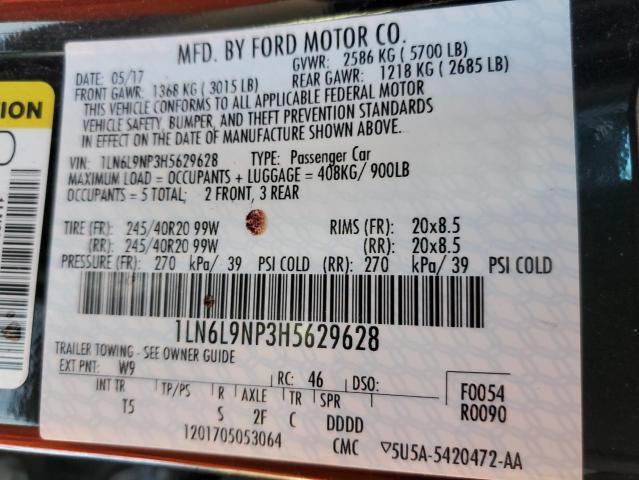 MFD. BY FORD MOTOR CO.
DATE: 05/17
GVWR: 2586 KG ( 5700 LB)
FRONT GAWR: 1368 KG ( 3015 LB)
REAR GAWR: 1218 KG ( 2685 LB)
THIS VEHICLE CONFORMS TO ALL APPLICABLE FEDERAL MOTOR
VEHICLE SAFETY, BUMPER, AND THEFT PREVENTION STANDARDS
IN EFFECT ON THE DATE OF MANUFACTURE SHOWN ABOVE.
VIN: 1LN6L9NP3H5629628 TYPE: Passenger Car
MAXIMUM LOAD = OCCUPANTS + LUGGAGE = 408KG/ 900LB
OCCUPANTS = 5 TOTAL; 2 FRONT, 3 REAR
TIRE (FR): 245/40R20 99W RIMS (FR): 20x8.5
(RR): 245/40R20 99W (RR): 20x8.5
PRESSURE (FR): 270 kPa/ 39 PSI COLD (RR): 270 kPa/ 39 PSI COLD
1LN6L9NP3H5629628
TRAILER TOWING - SEE OWNER GUIDE
EXT PNT: W9 RC: 46 DSO:
INT TR TP/PS R AXLE TR SPR F0054
T5 S 2F C DDDD R0090
1201705053064 CMC ▽5U5A-5420472-AA
ION